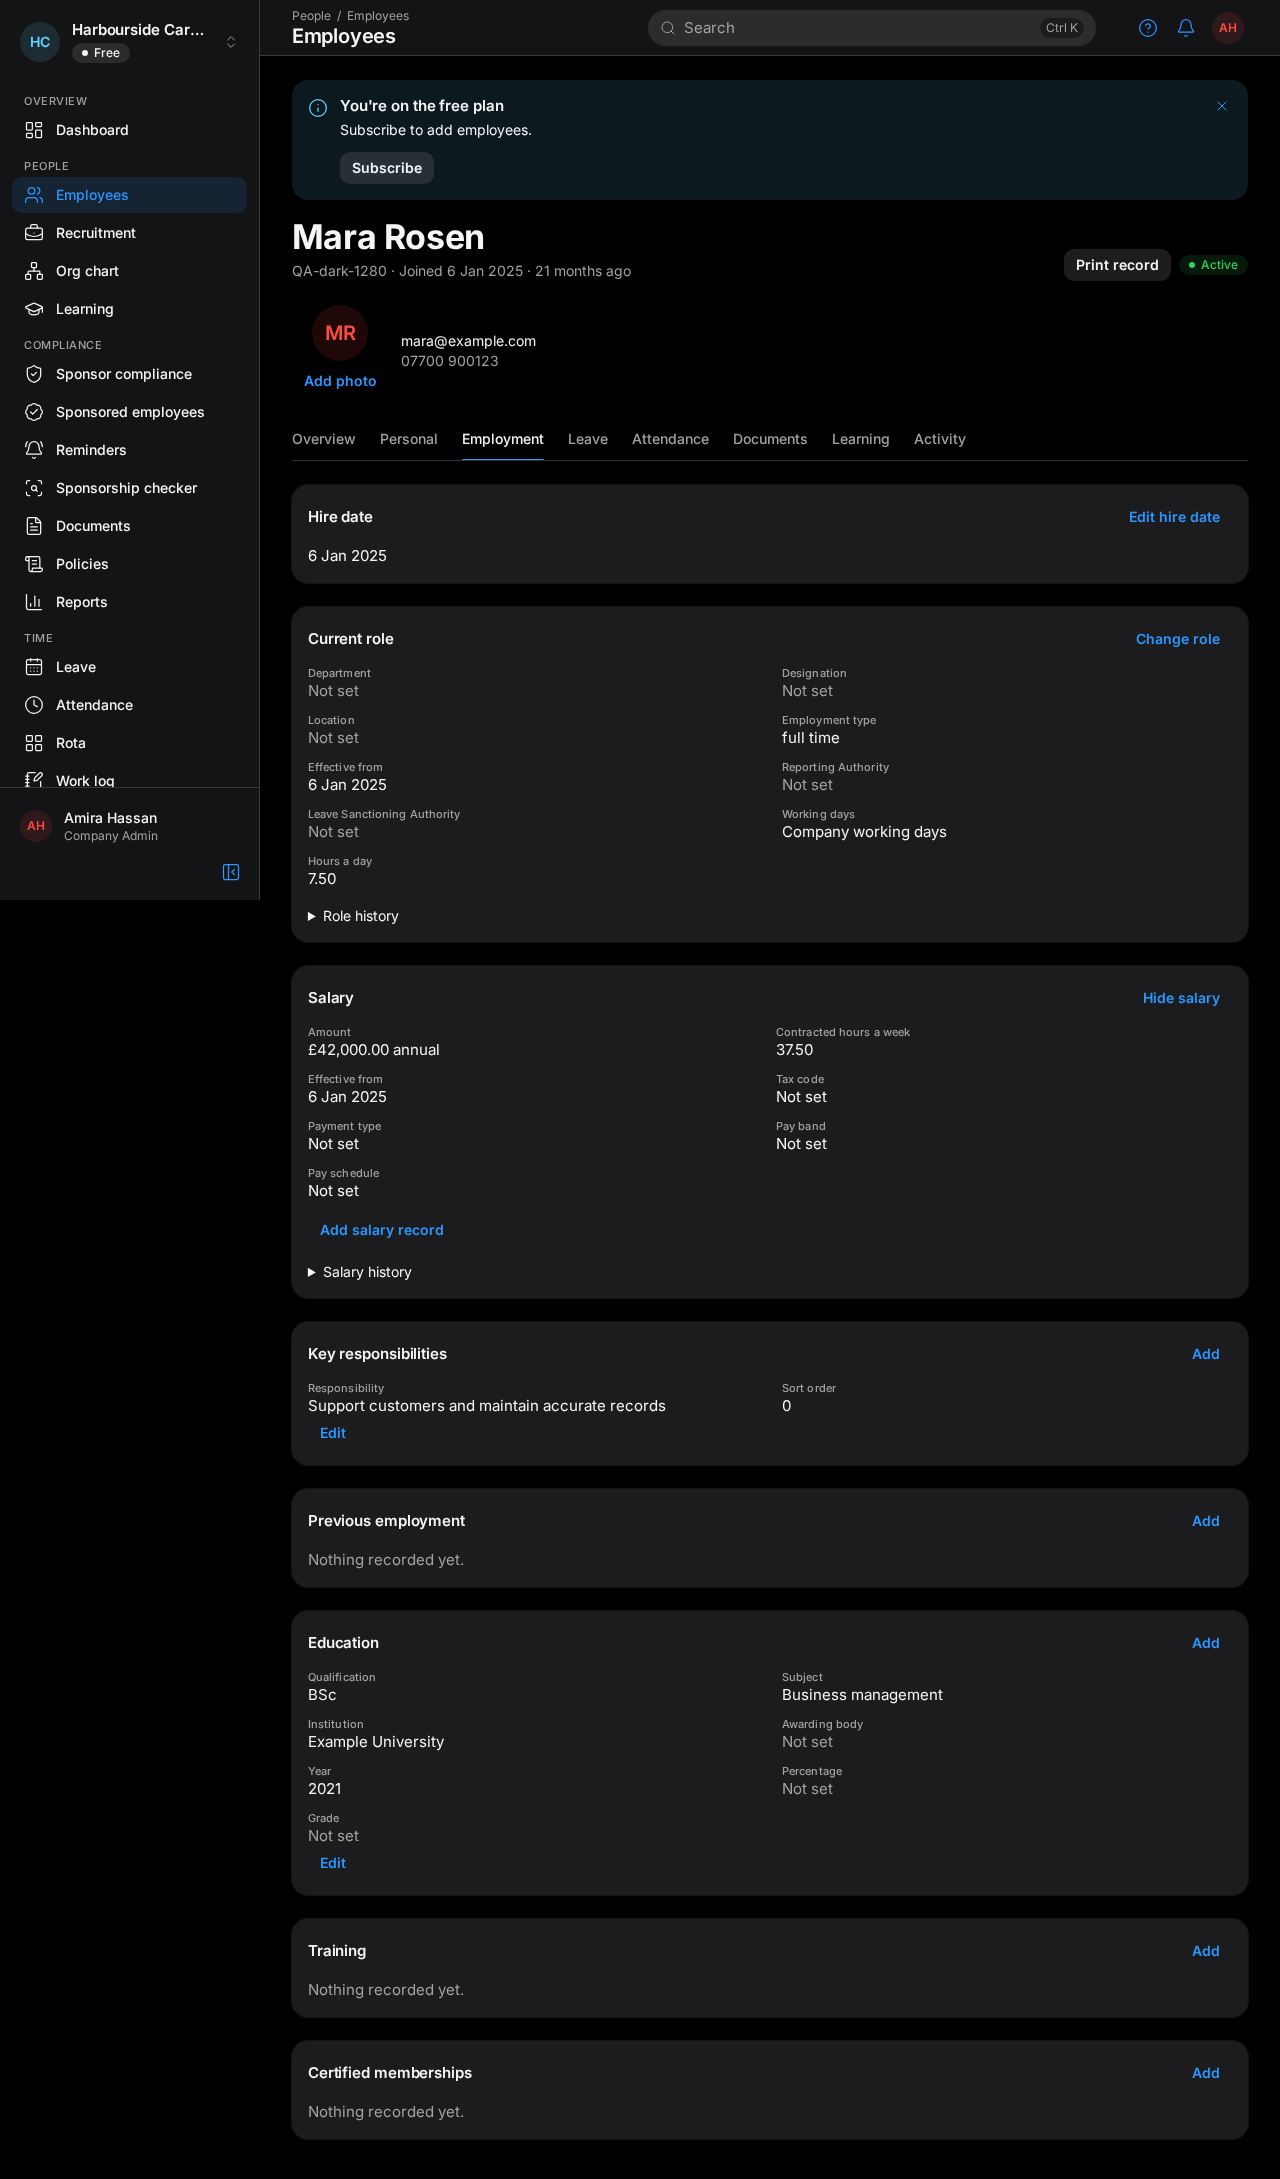 HC
Harbourside Car...
Free
OVERVIEW
Dashboard
PEOPLE
Employees
Recruitment
Org chart
Learning
COMPLIANCE
Sponsor compliance
Sponsored employees
Reminders
Sponsorship checker
Documents
Policies
Reports
TIME
Leave
Attendance
Rota
Work log
AH
Amira Hassan
Company Admin
People / Employees
Employees
Search
Ctrl K
AH
You're on the free plan
Subscribe to add employees.
Subscribe
Mara Rosen
QA-dark-1280 · Joined 6 Jan 2025 · 21 months ago
Print record
Active
MR
Add photo
mara@example.com
07700 900123
Overview Personal Employment Leave Attendance Documents Learning Activity
Hire date
Edit hire date
6 Jan 2025
Current role
Change role
Department
Not set
Designation
Not set
Location
Not set
Employment type
full time
Effective from
6 Jan 2025
Reporting Authority
Not set
Leave Sanctioning Authority
Not set
Working days
Company working days
Hours a day
7.50
Role history
Salary
Hide salary
Amount
£42,000.00 annual
Contracted hours a week
37.50
Effective from
6 Jan 2025
Tax code
Not set
Payment type
Not set
Pay band
Not set
Pay schedule
Not set
Add salary record
Salary history
Key responsibilities
Add
Responsibility
Support customers and maintain accurate records
Sort order
0
Edit
Previous employment
Add
Nothing recorded yet.
Education
Add
Qualification
BSc
Subject
Business management
Institution
Example University
Awarding body
Not set
Year
2021
Percentage
Not set
Grade
Not set
Edit
Training
Add
Nothing recorded yet.
Certified memberships
Add
Nothing recorded yet.